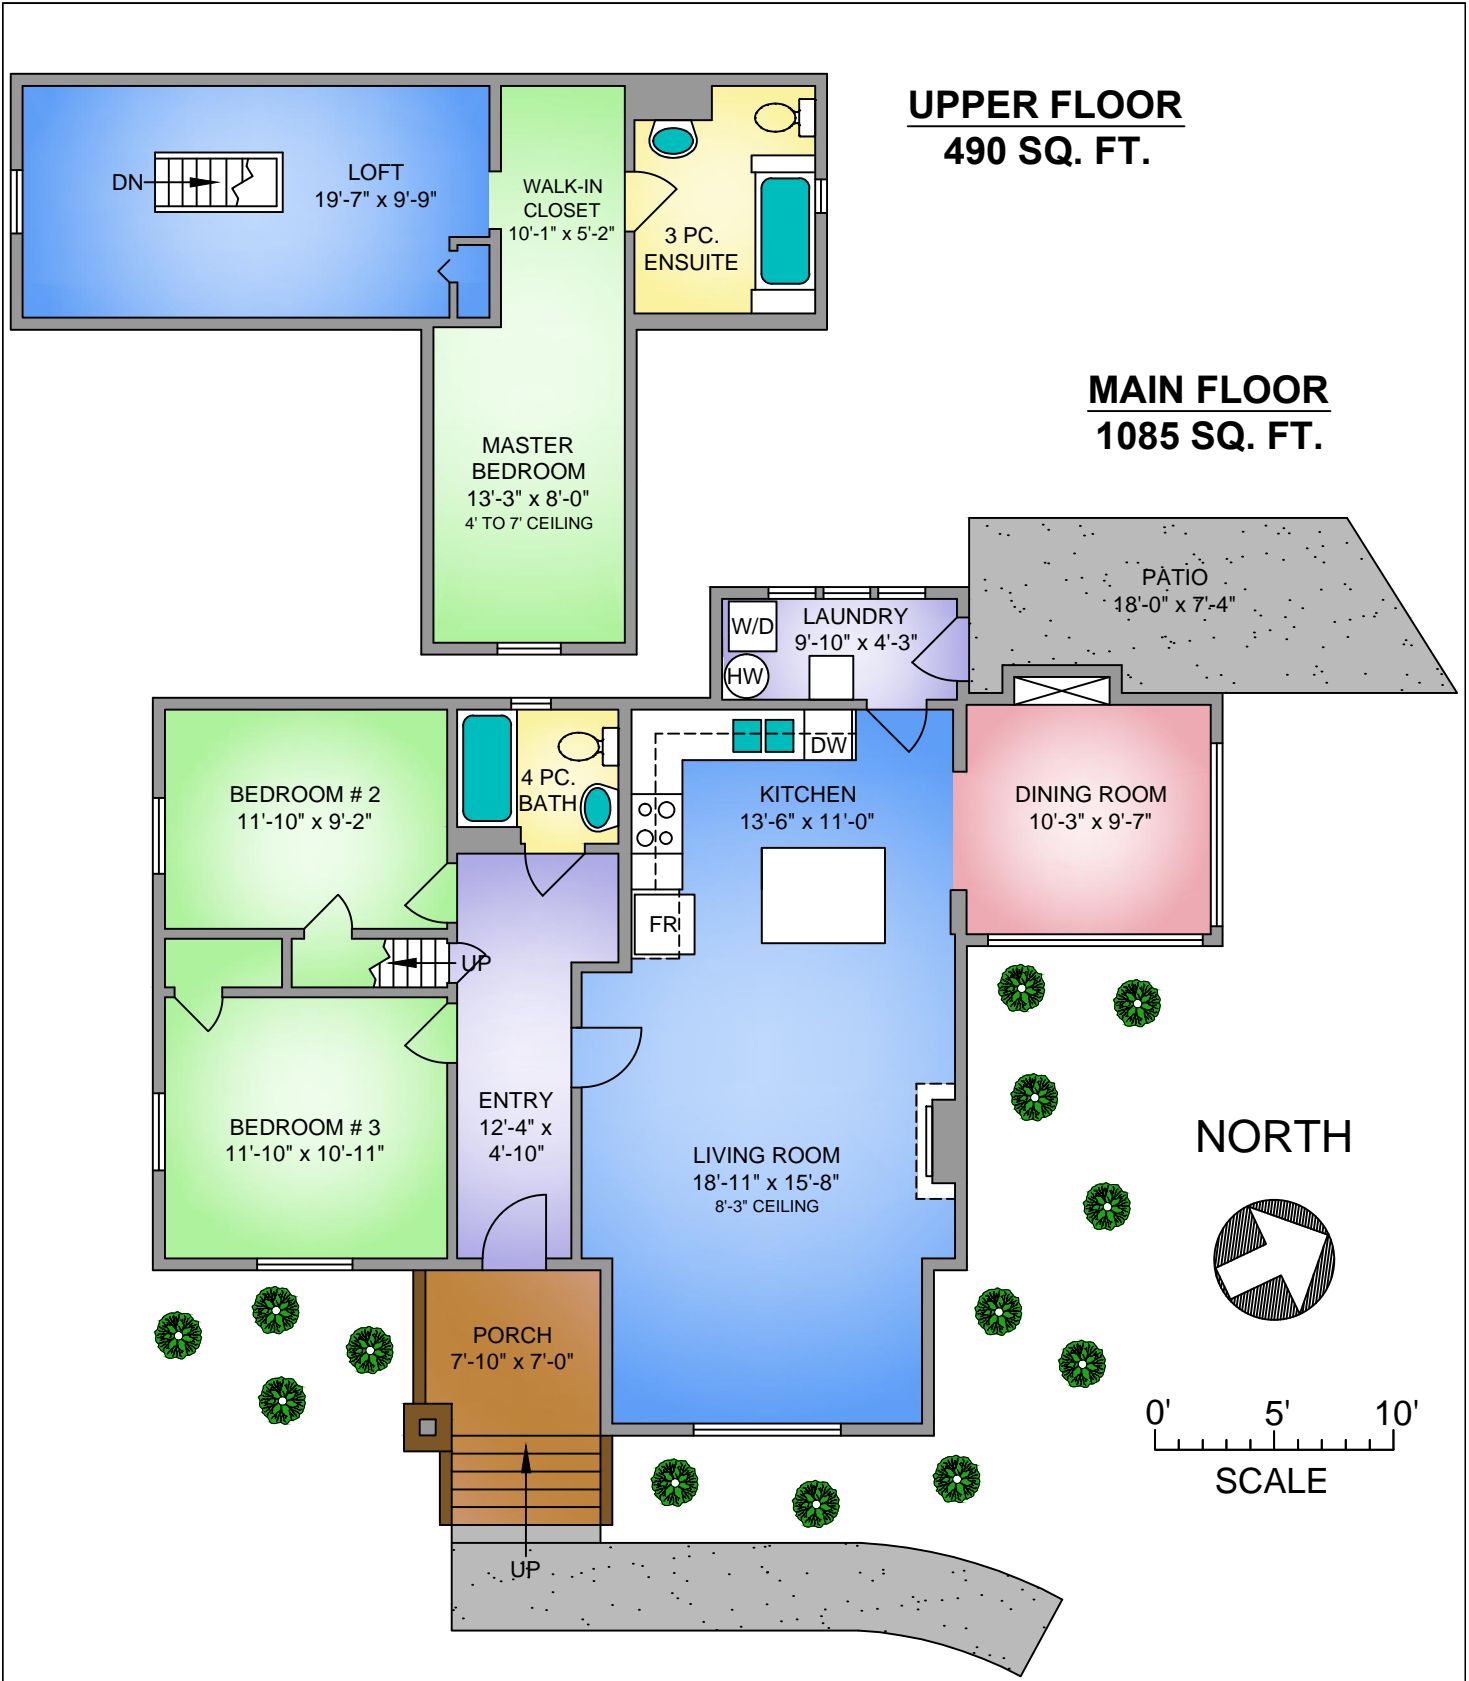 UPPER FLOOR
490 SQ. FT.
DN
LOFT
19'-7" x 9'-9"
WALK-IN
CLOSET
10'-1" x 5'-2"
3 PC.
ENSUITE
MASTER
BEDROOM
13'-3" x 8'-0"
4' TO 7' CEILING
MAIN FLOOR
1085 SQ. FT.
PATIO
18'-0" x 7'-4"
W/D
LAUNDRY
9'-10" x 4'-3"
HW
DW
BEDROOM # 2
11'-10" x 9'-2"
4 PC.
BATH
KITCHEN
13'-6" x 11'-0"
DINING ROOM
10'-3" x 9'-7"
FR
UP
BEDROOM # 3
11'-10" x 10'-11"
ENTRY
12'-4" x
4'-10"
LIVING ROOM
18'-11" x 15'-8"
8'-3" CEILING
NORTH
PORCH
7'-10" x 7'-0"
0' 5' 10'
SCALE
UP